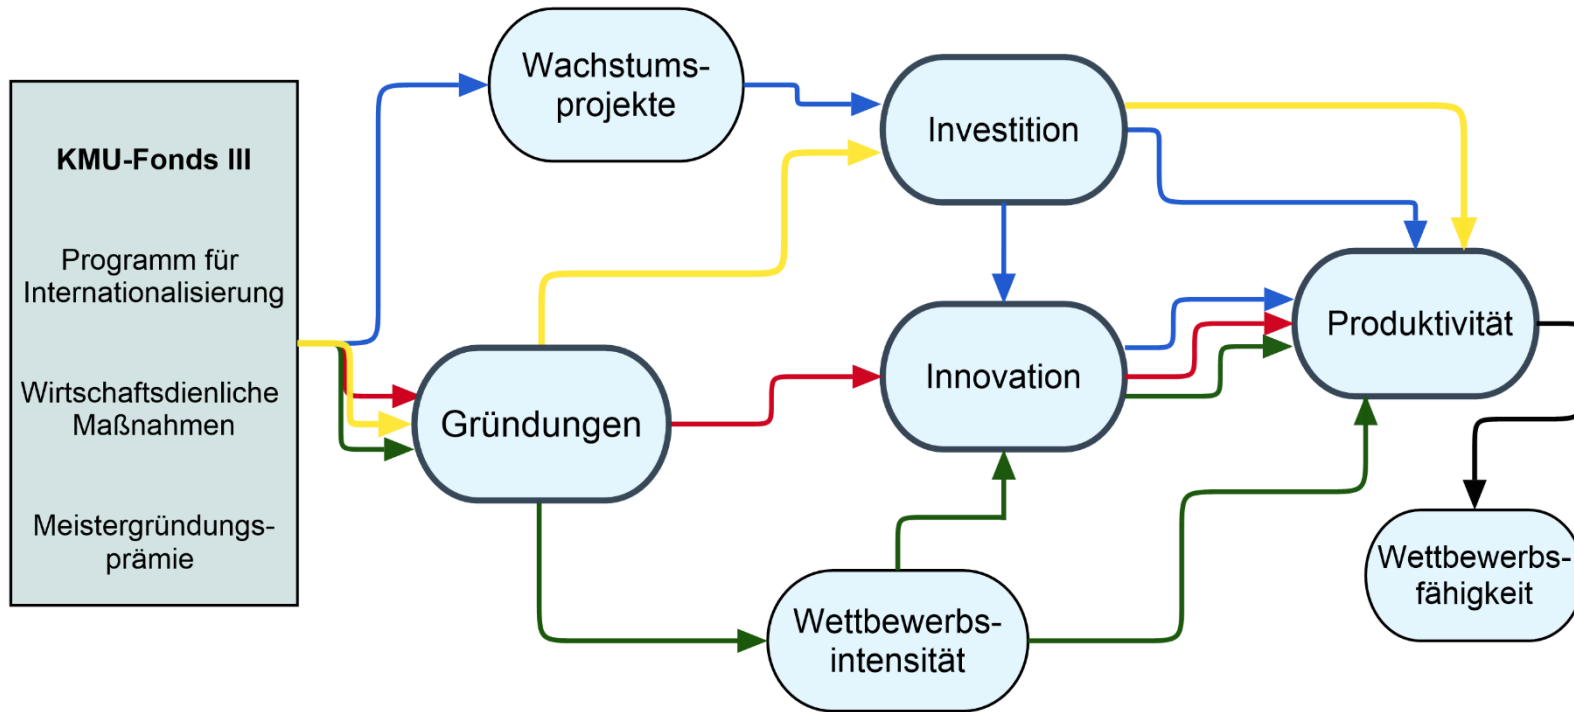 KMU-Fonds III
Programm für
Internationalisierung
Wirtschaftsdienliche
Maßnahmen
Meistergründungs-
prämie
Wachstums-
projekte
Gründungen
Investition
Innovation
Wettbewerbs-
intensität
Produktivität
Wettbewerbs-
fähigkeit